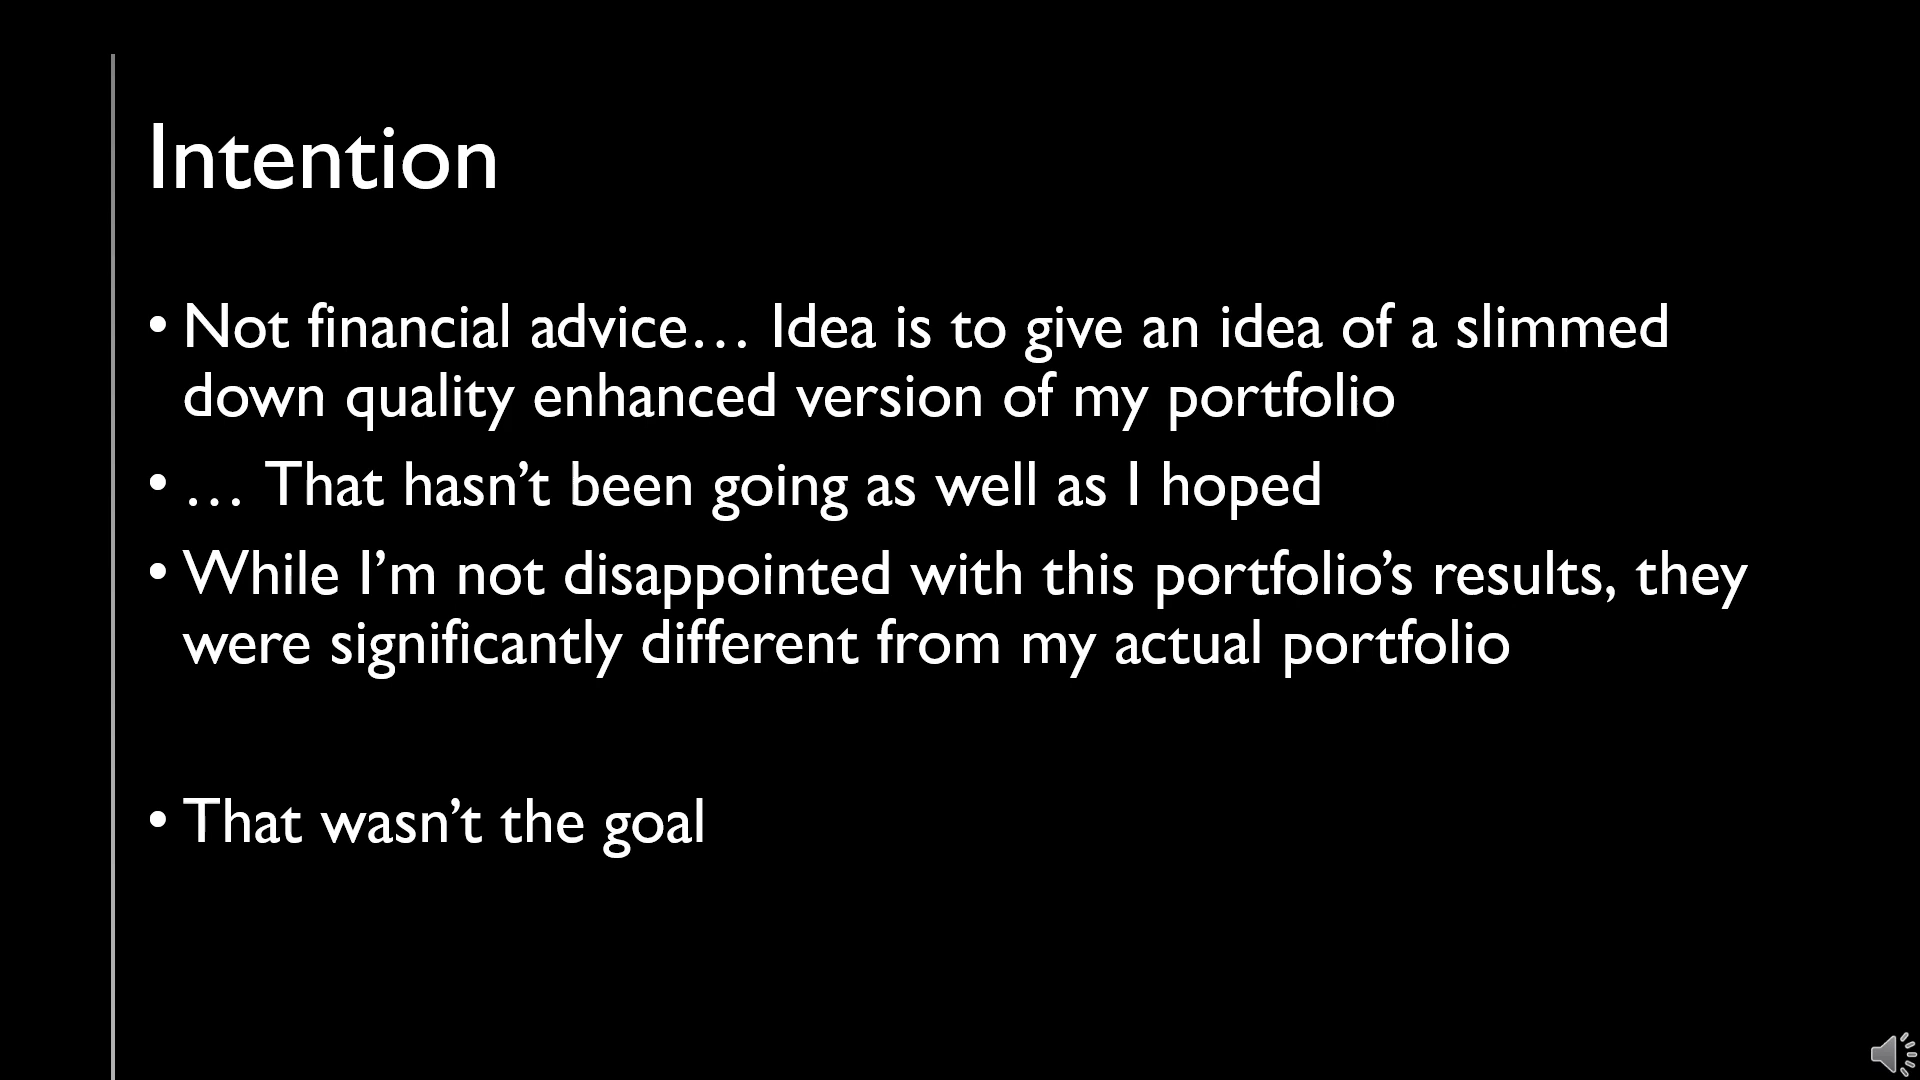 Intention
• Not financial advice… Idea is to give an idea of a slimmed
down quality enhanced version of my portfolio
• … That hasn’t been going as well as I hoped
• While I’m not disappointed with this portfolio’s results, they
were significantly different from my actual portfolio
• That wasn’t the goal